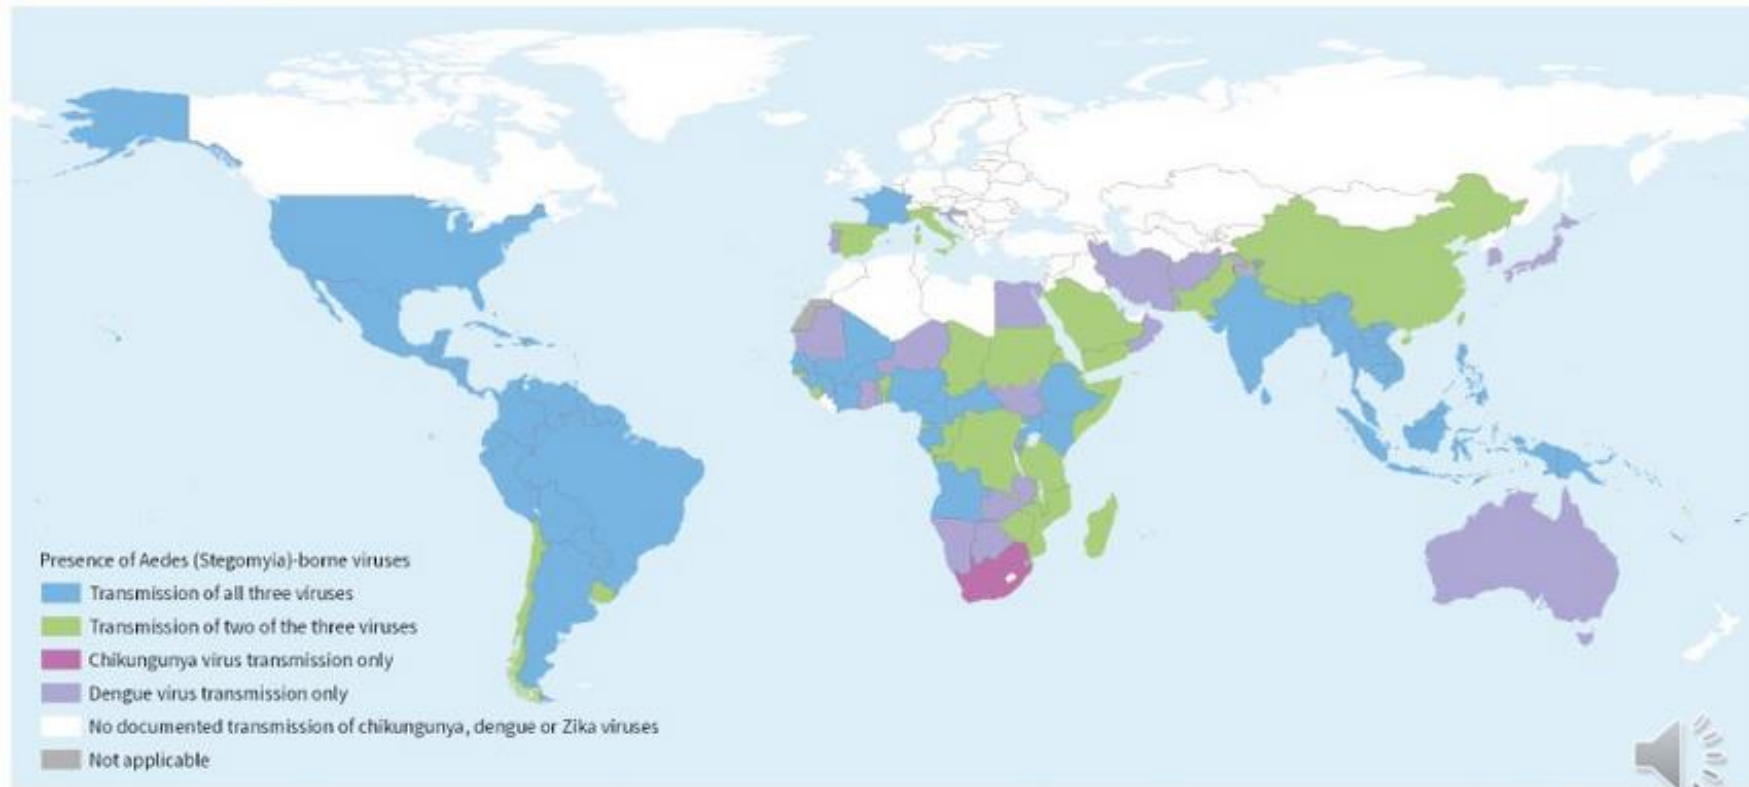 Presence of Aedes (Stegomyia)-borne viruses
Transmission of all three viruses
Transmission of two of the three viruses
Chikungunya virus transmission only
Dengue virus transmission only
No documented transmission of chikungunya, dengue or Zika viruses
Not applicable